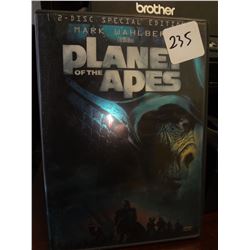 brother
2-DISC SPECIAL EDITION
MARK WAHLBERG
235
PLANET
OF THE APES